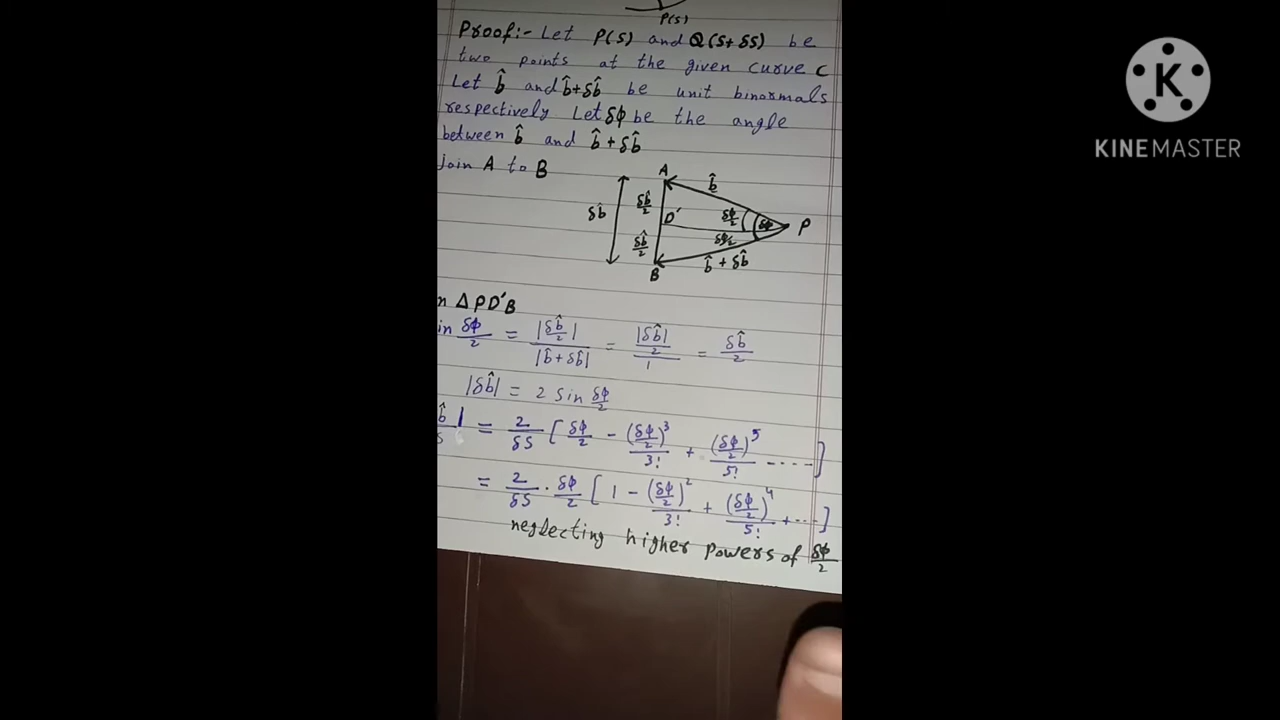 P(S)
Proof:- Let P(S) and Q(S+δS) be
two points at the given curve C
Let b̂ and b̂+δb̂ be unit binormals
respectively Let δφ be the angle
between b̂ and b̂+δb̂
join A to B
A
b̂
δb̂
δb̂/2
D'
δφ/2
δφ
P
δb̂/2
δφ/2
b̂ + δb̂
B
n ΔPD'B
in δφ/2 = |δb̂/2| / |b̂+δb̂| = |δb̂|/2 / 1 = δb̂/2
|δb̂| = 2 sin δφ/2
b̂/s| = 2/δS [δφ/2 - (δφ/2)³/3! + (δφ/2)⁵/5! -----]
= 2/δS . δφ/2 [1 - (δφ/2)²/3! + (δφ/2)⁴/5! + ---]
neglecting higher powers of δφ/2
K
KINEMASTER